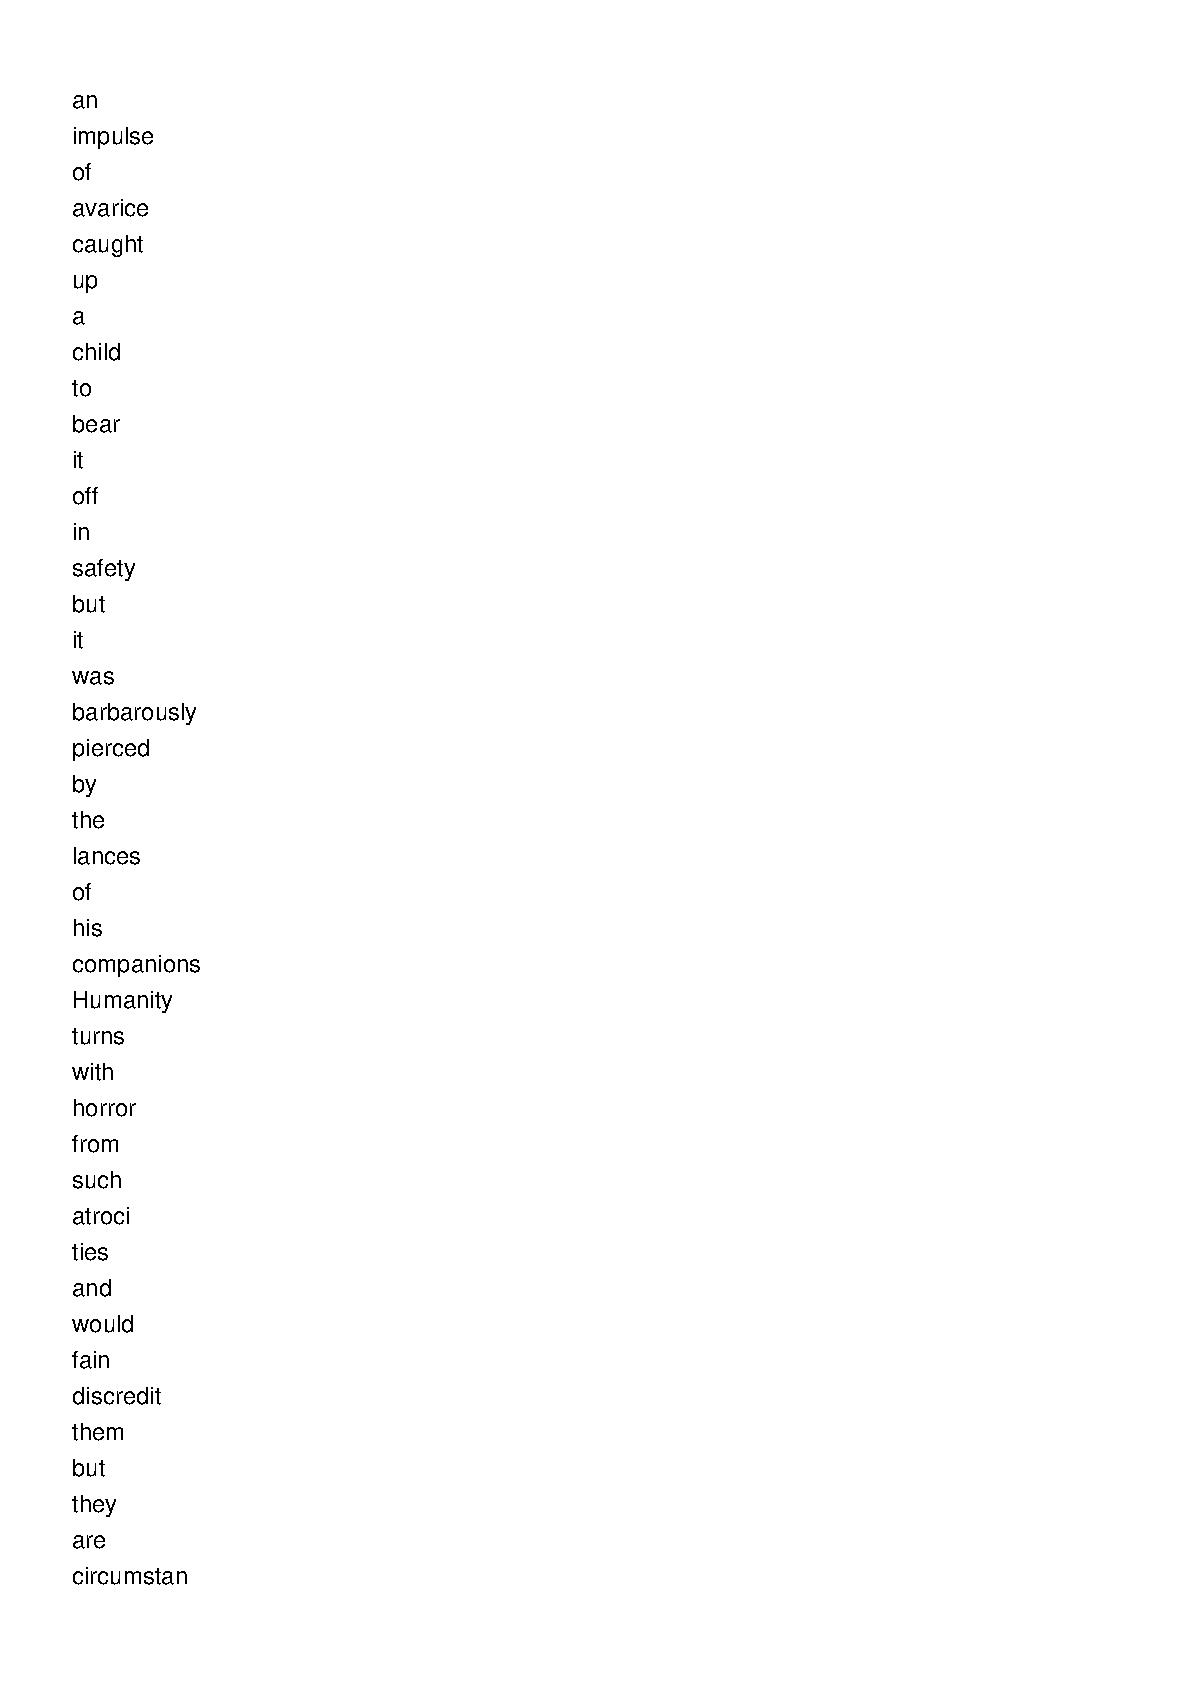 an
impulse
of
avarice
caught
up
a
child
to
bear
it
off
in
safety
but
it
was
barbarously
pierced
by
the
lances
of
his
companions
Humanity
turns
with
horror
from
such
atroci
ties
and
would
fain
discredit
them
but
they
are
circumstan